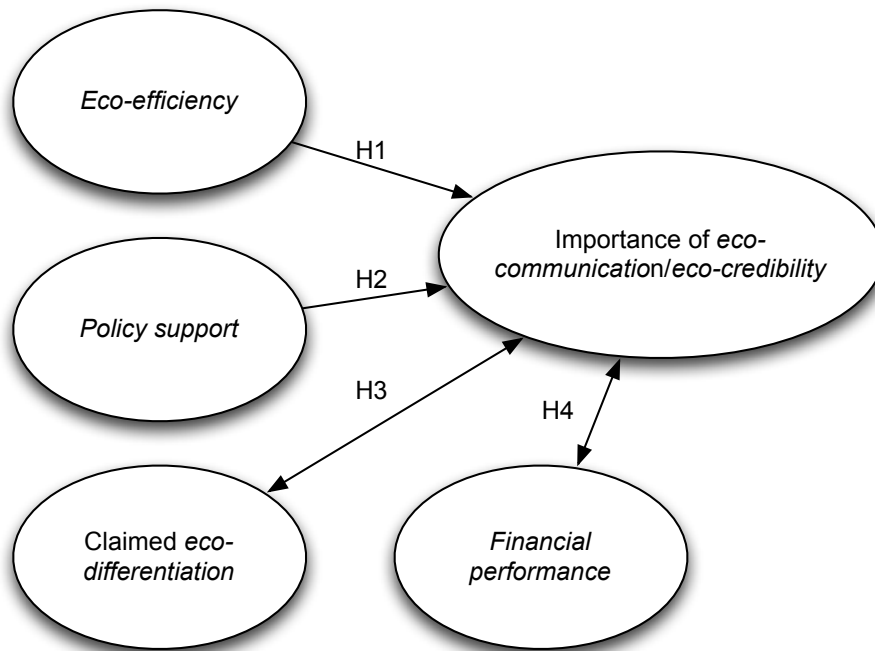 Eco-efficiency
H1
Importance of eco-
communication/eco-credibility
H2
Policy support
H3
H4
Claimed eco-
differentiation
Financial
performance